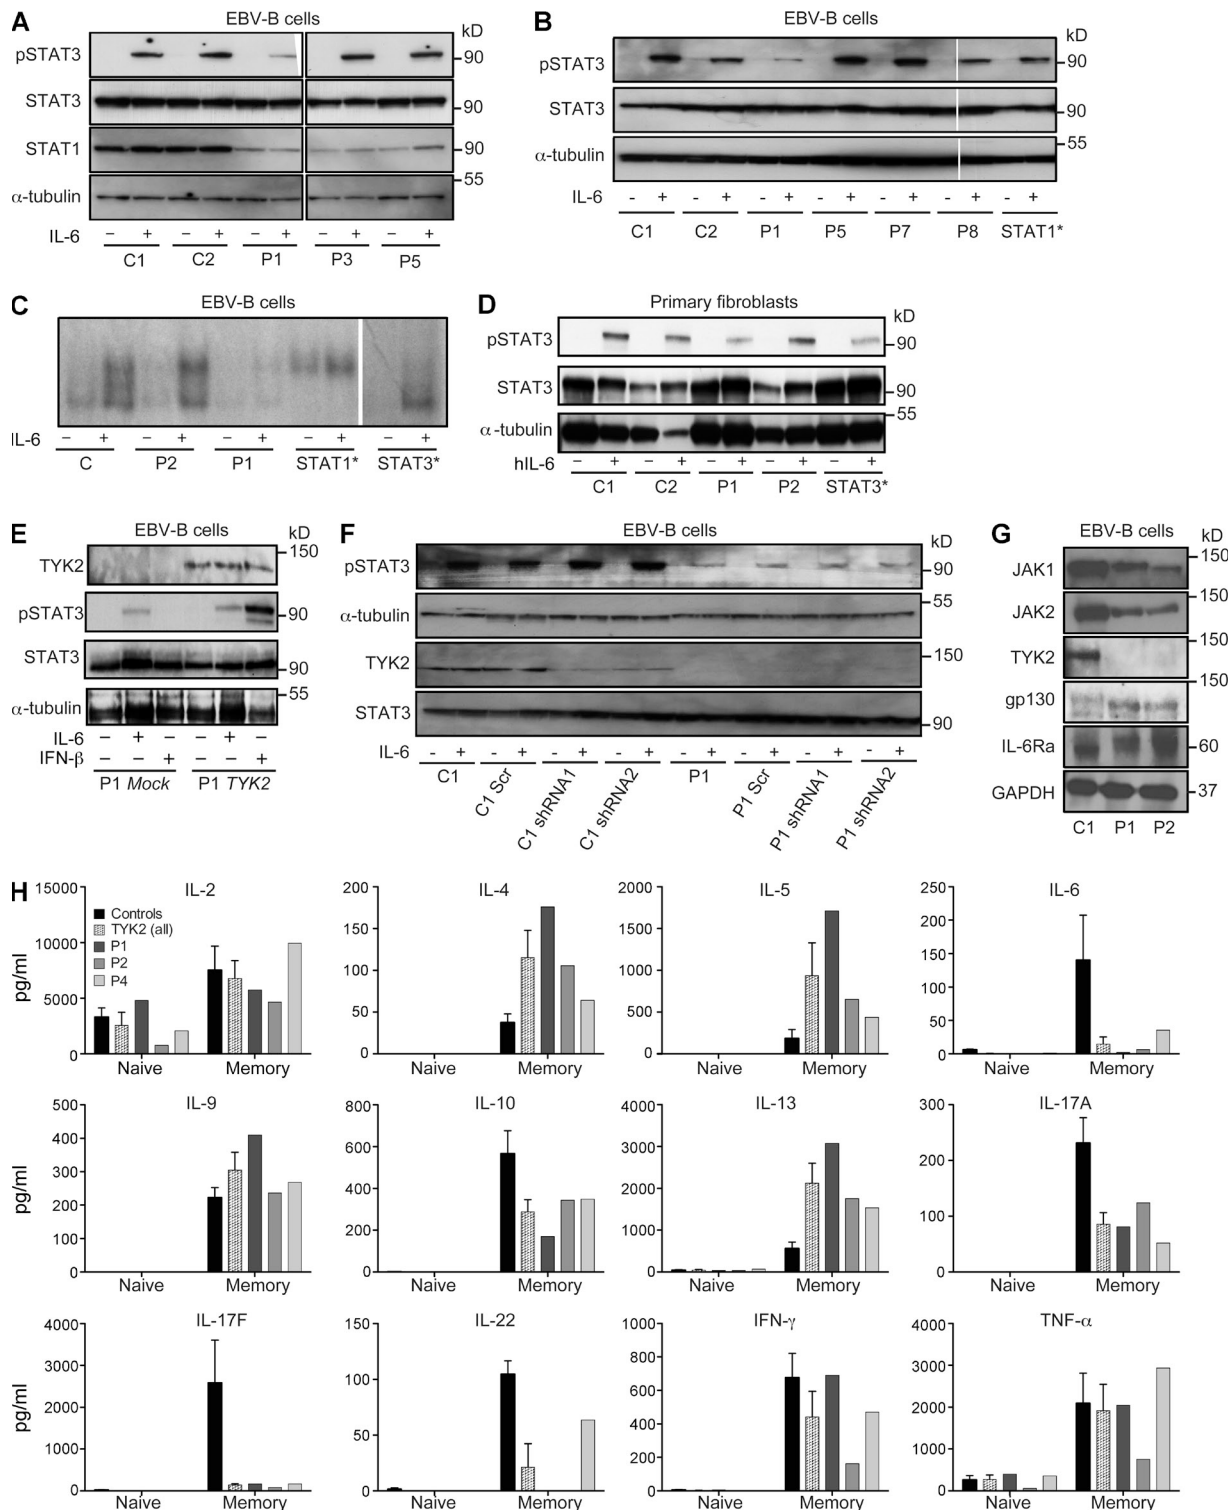 A
EBV-B cells
kD
pSTAT3
90
STAT3
90
STAT1
90
55
α-tubulin
IL-6
– + – + – + – + – +
C1 C2 P1 P3 P5
B
EBV-B cells
kD
pSTAT3
90
STAT3
90
55
α-tubulin
IL-6
- + - + - + - + - + - + - +
C1 C2 P1 P5 P7 P8 STAT1*
C
EBV-B cells
IL-6
– + – + – + – + – +
C P2 P1 STAT1* STAT3*
D
Primary fibroblasts
kD
pSTAT3
90
STAT3
90
55
α-tubulin
hIL-6
– + – + – + – + – +
C1 C2 P1 P2 STAT3*
E
EBV-B cells
kD
150
TYK2
pSTAT3
90
STAT3
90
55
α-tubulin
IL-6
– + – – + –
IFN-β
– – + – – +
P1 Mock P1 TYK2
F
EBV-B cells
kD
pSTAT3
90
55
α-tubulin
TYK2
150
STAT3
90
IL-6
- + - + - + - + - + - + - + - +
C1
C1 Scr
C1 shRNA1
C1 shRNA2
P1
P1 Scr
P1 shRNA1
P1 shRNA2
G
EBV-B cells
kD
150
JAK1
150
JAK2
150
TYK2
150
gp130
IL-6Ra
60
GAPDH
37
C1 P1 P2
H
IL-2
15000
10000
5000
0
pg/ml
Controls
TYK2 (all)
P1
P2
P4
Naive Memory
IL-4
200
150
100
50
0
Naive Memory
IL-5
2000
1500
1000
500
0
Naive Memory
IL-6
250
200
150
100
50
0
Naive Memory
IL-9
500
400
300
200
100
0
pg/ml
Naive Memory
IL-10
800
600
400
200
0
Naive Memory
IL-13
4000
3000
2000
1000
0
Naive Memory
IL-17A
300
200
100
0
Naive Memory
IL-17F
4000
3000
2000
1000
0
pg/ml
Naive Memory
IL-22
150
100
50
0
Naive Memory
IFN-γ
1000
800
600
400
200
0
Naive Memory
TNF-α
4000
3000
2000
1000
0
Naive Memory